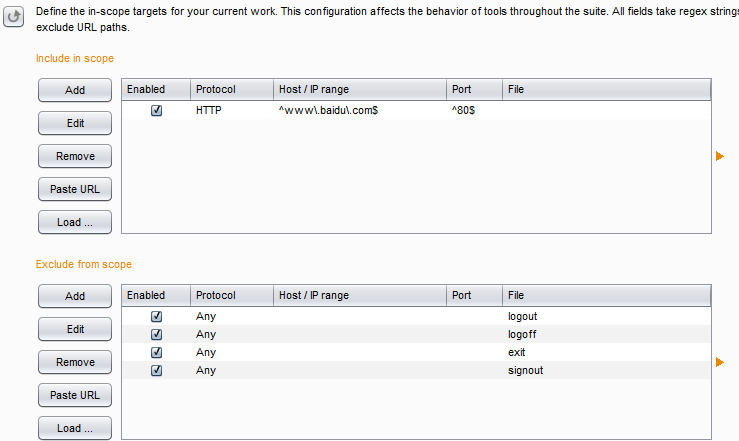 Define the in-scope targets for your current work. This configuration affects the behavior of tools throughout the suite. All fields take regex strings
exclude URL paths.
Include in scope
Add
Edit
Remove
Paste URL
Load ...
Enabled Protocol Host / IP range Port File
HTTP ^www\.baidu\.com$ ^80$
Exclude from scope
Add
Edit
Remove
Paste URL
Load ...
Enabled Protocol Host / IP range Port File
Any logout
Any logoff
Any exit
Any signout